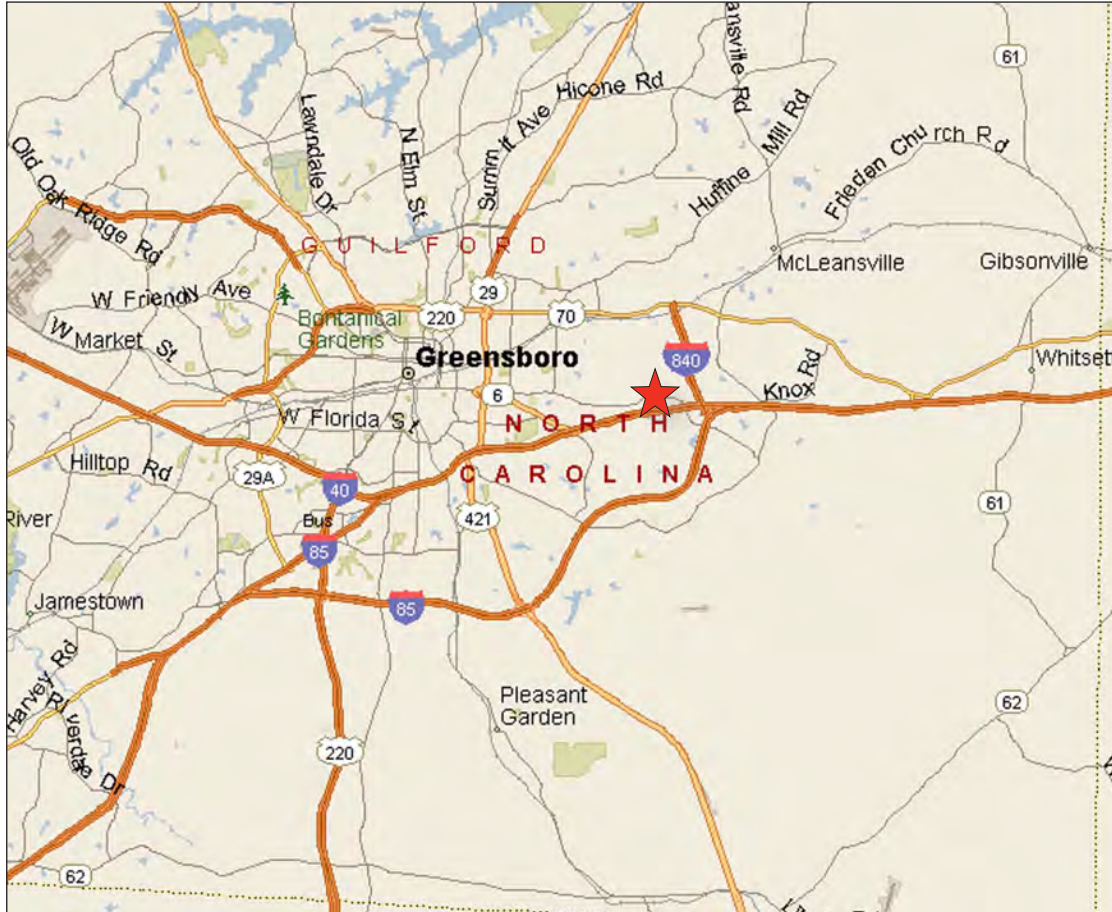 ansville Rd
61
Hicone Rd
Summit Ave
Lawndale Dr
N Elm St
Huffine Mill Rd
Frieden Church Rd
Old Oak Ridge Rd
GUILFORD
McLeansville
Gibsonville
29
W Friendy Ave
Bontanical
Gardens
220
70
W Market St
Greensboro
840
Whitsett
6
Knox Rd
W Florida St
NORTH
CAROLINA
Hilltop Rd
29A
40
61
River
Bus
421
85
Jamestown
85
Harvey Rd
Riverdale Dr
Pleasant
Garden
62
220
62